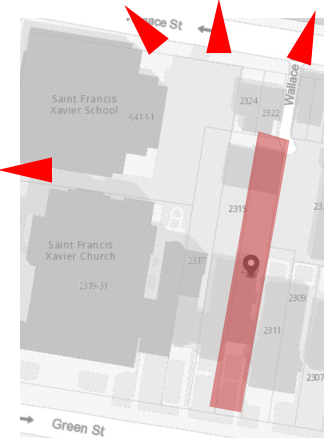 ace St
Wallace
2324
2322
Saint Francis
Xavier School
641-51
2315
Saint Francis
Xavier Church
2317
2319-31
2309
2311
2307
Green St